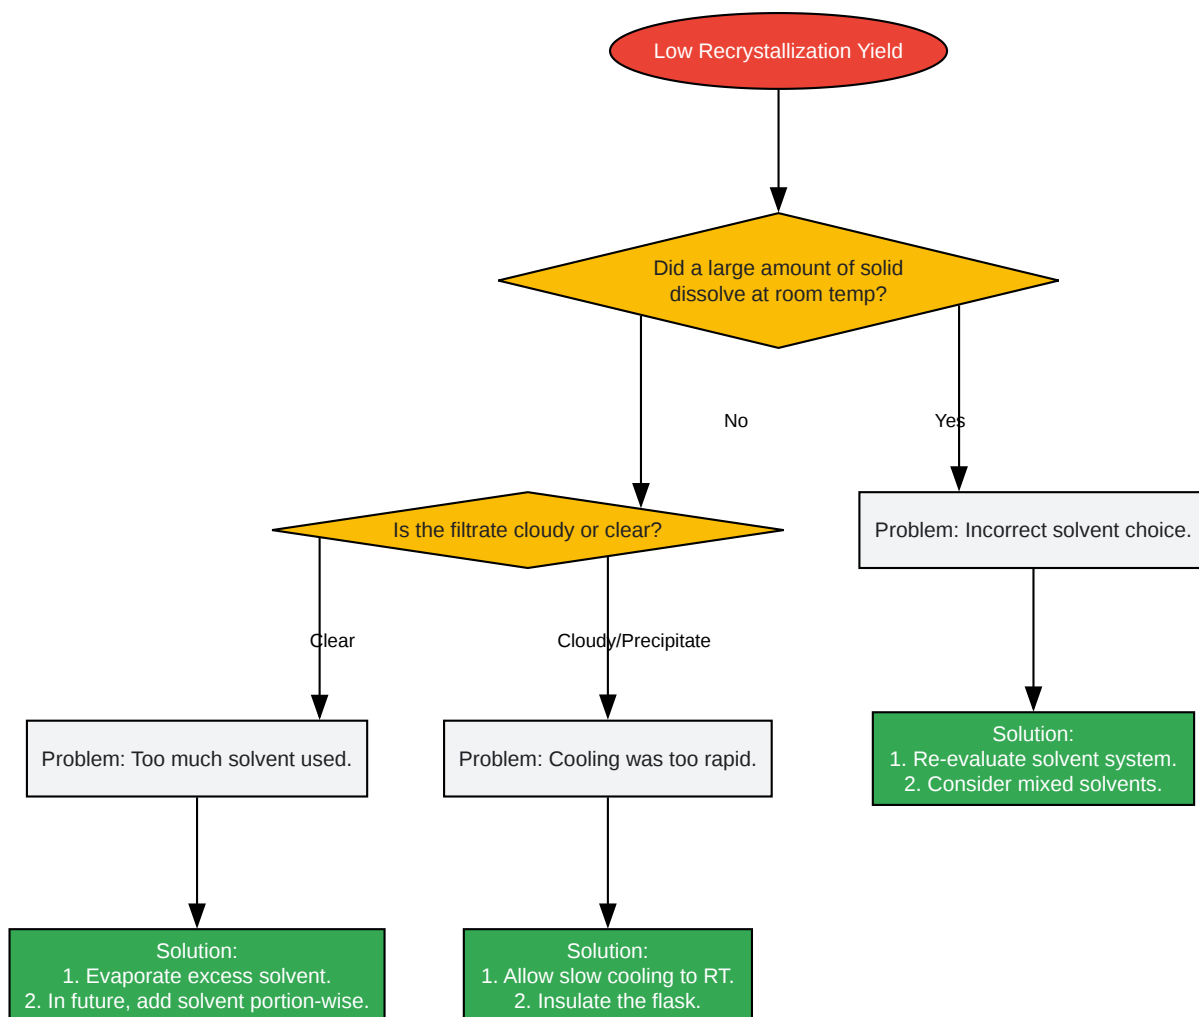 Low Recrystallization Yield
Did a large amount of solid
dissolve at room temp?
No
Yes
Is the filtrate cloudy or clear?
Problem: Incorrect solvent choice.
Clear
Cloudy/Precipitate
Problem: Too much solvent used.
Problem: Cooling was too rapid.
Solution:
1. Re-evaluate solvent system.
2. Consider mixed solvents.
Solution:
1. Evaporate excess solvent.
2. In future, add solvent portion-wise.
Solution:
1. Allow slow cooling to RT.
2. Insulate the flask.